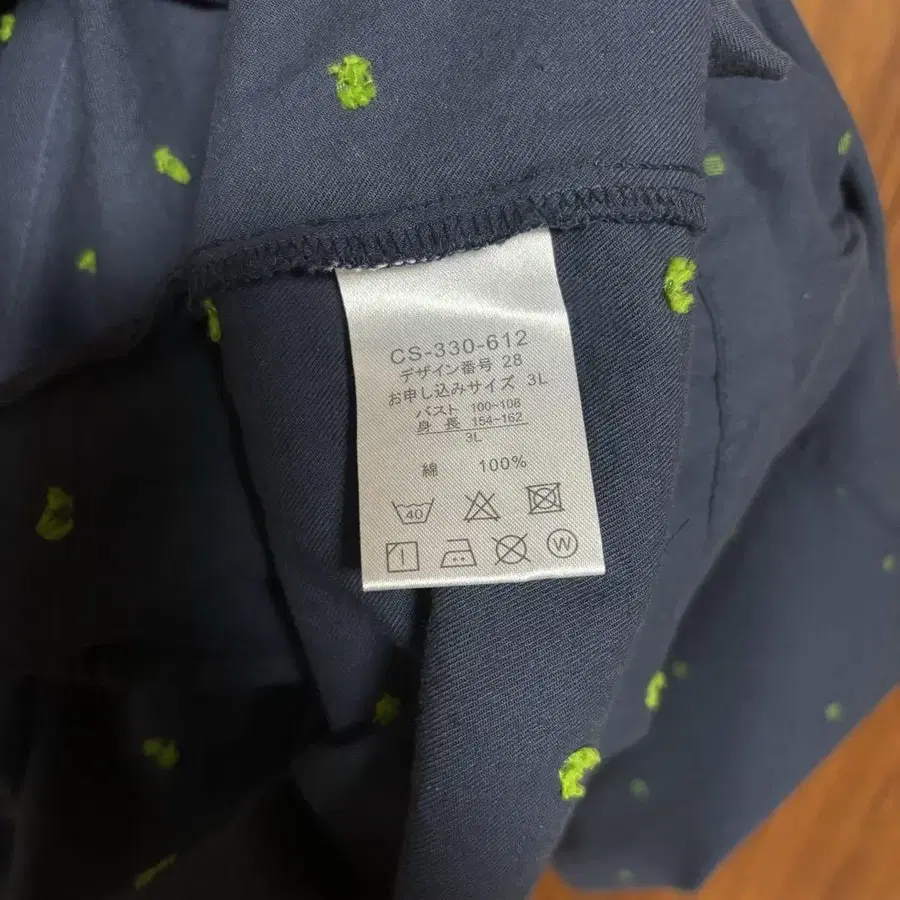 CS-330-612
デザイン番号 28
お申し込みサイズ 3L
バスト 100~108
身長 154~162
3L
綿 100%
40
W